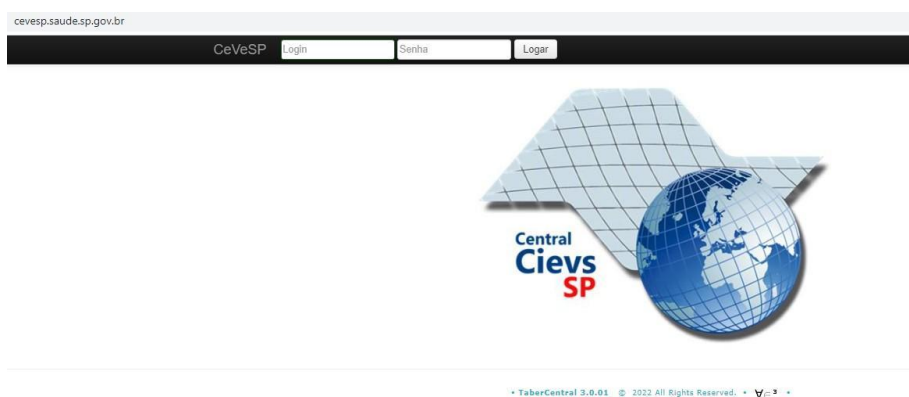 cevesp.saude.sp.gov.br
CeVeSP Login Senha Logar
Central
Cievs
SP
• TaberCentral 3.0.01 © 2022 All Rights Reserved. • ∀∈ 3 •